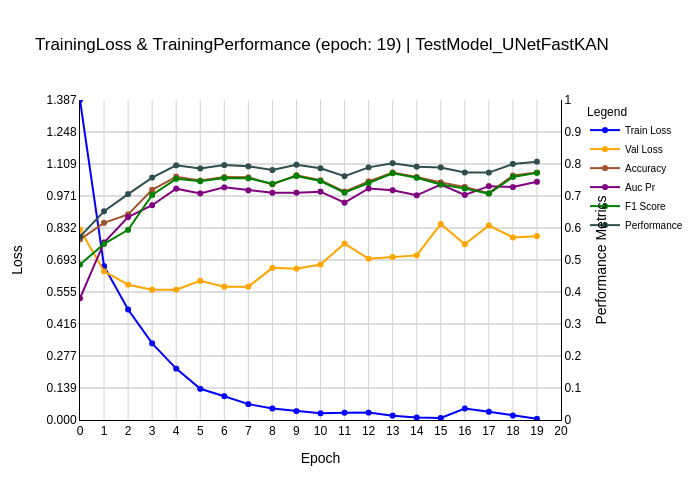 TrainingLoss & TrainingPerformance (epoch: 19) | TestModel_UNetFastKAN
Legend
Train Loss
Val Loss
Accuracy
Auc Pr
F1 Score
Performance
Loss
1.387
1.248
1.109
0.971
0.832
0.693
0.555
0.416
0.277
0.139
0.000
1
0.9
0.8
0.7
0.6
0.5
0.4
0.3
0.2
0.1
0
Performance Metrics
0 1 2 3 4 5 6 7 8 9 10 11 12 13 14 15 16 17 18 19 20
Epoch